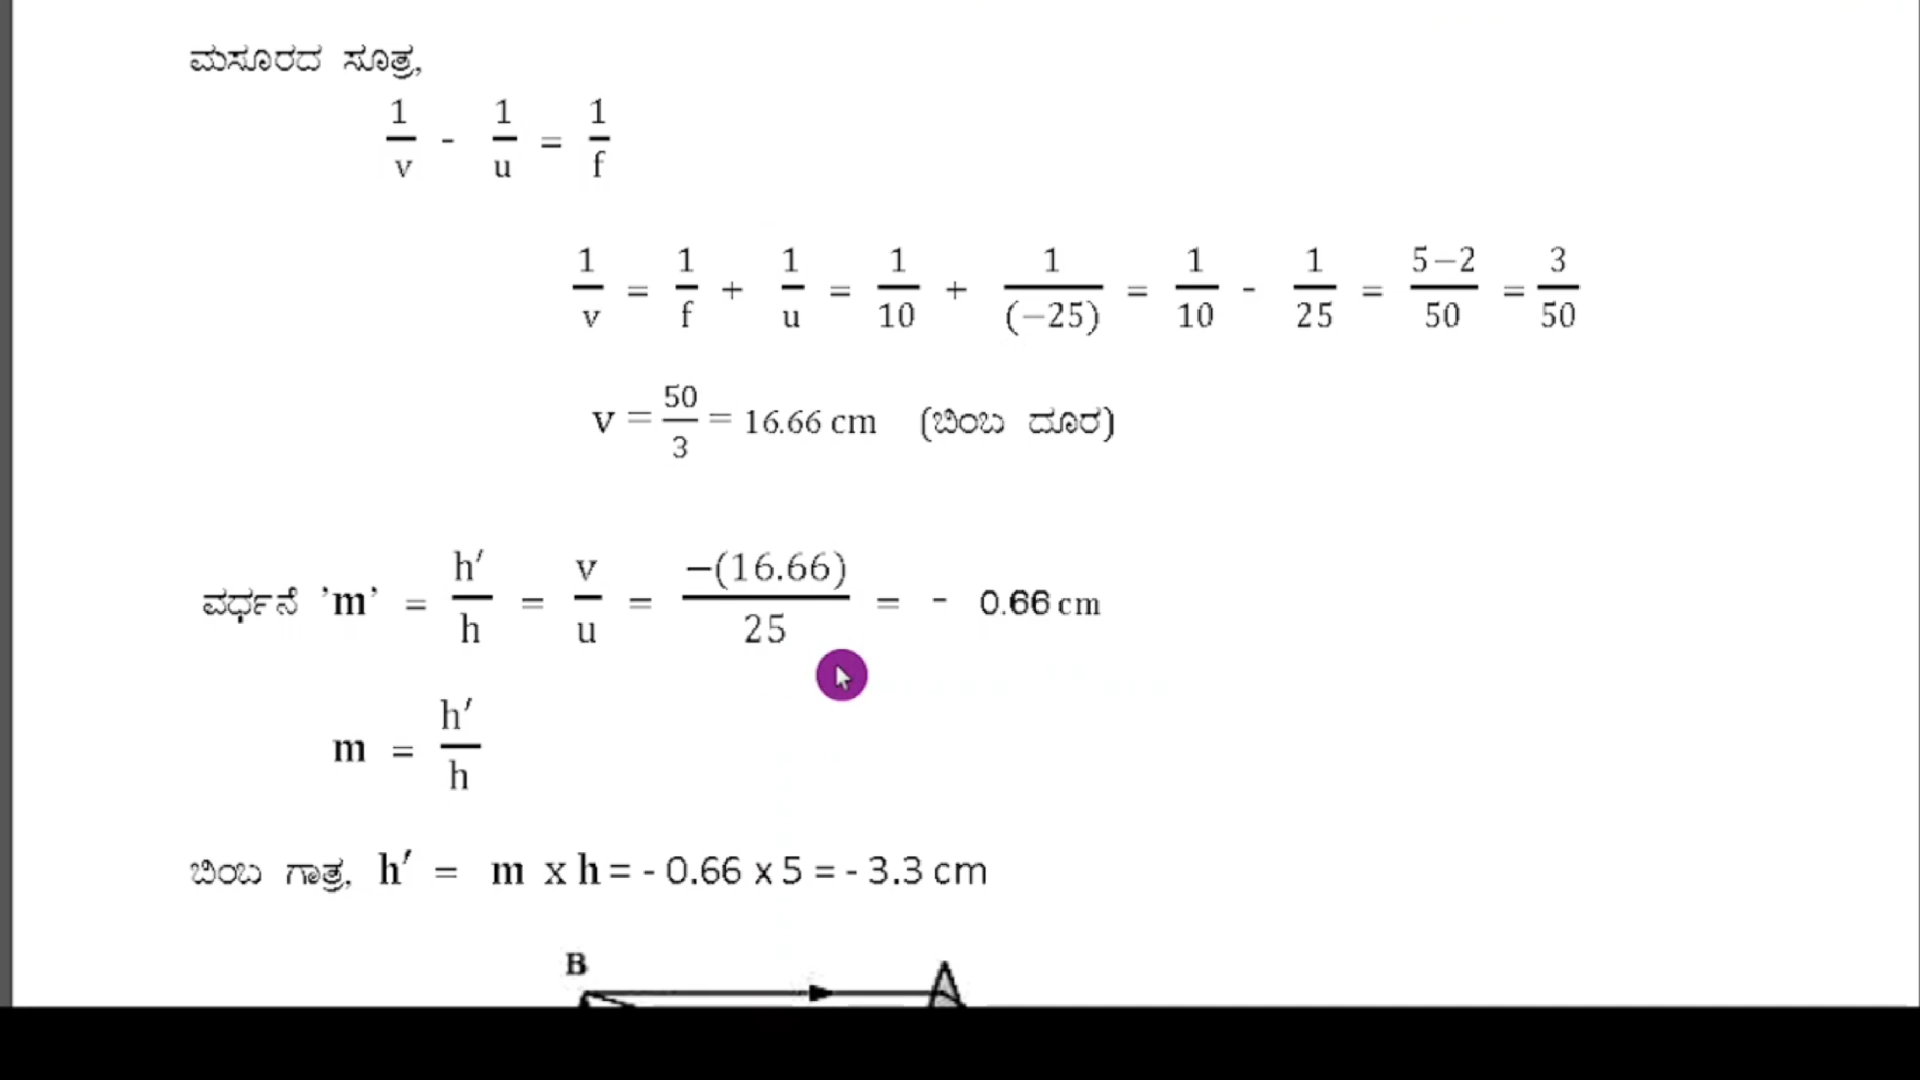 ಮಸೂರದ ಸೂತ್ರ,
1/v - 1/u = 1/f
1/v = 1/f + 1/u = 1/10 + 1/(−25) = 1/10 - 1/25 = 5−2/50 = 3/50
v = 50/3 = 16.66 cm (ಬಿಂಬ ದೂರ)
ವರ್ಧನೆ ’m’ = h′/h = v/u = −(16.66)/25 = - 0.66 cm
m = h′/h
ಬಿಂಬ ಗಾತ್ರ, h′ = m x h = - 0.66 x 5 = - 3.3 cm
B